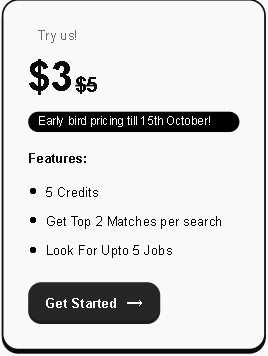 Try us!
$3 $5
Early bird pricing till 15th October!
Features:
5 Credits
Get Top 2 Matches per search
Look For Upto 5 Jobs
Get Started →